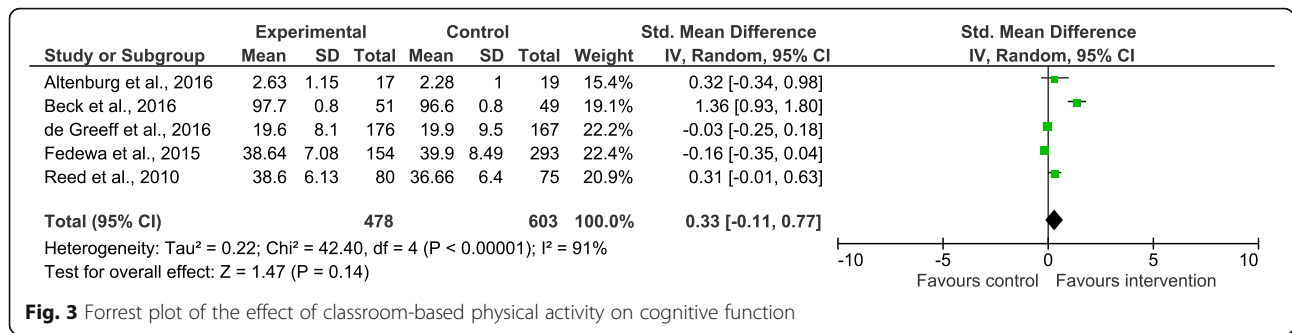 Experimental Control Std. Mean Difference Std. Mean Difference
Study or Subgroup Mean SD Total Mean SD Total Weight IV, Random, 95% CI IV, Random, 95% CI
Altenburg et al., 2016 2.63 1.15 17 2.28 1 19 15.4% 0.32 [-0.34, 0.98]
Beck et al., 2016 97.7 0.8 51 96.6 0.8 49 19.1% 1.36 [0.93, 1.80]
de Greeff et al., 2016 19.6 8.1 176 19.9 9.5 167 22.2% -0.03 [-0.25, 0.18]
Fedewa et al., 2015 38.64 7.08 154 39.9 8.49 293 22.4% -0.16 [-0.35, 0.04]
Reed et al., 2010 38.6 6.13 80 36.66 6.4 75 20.9% 0.31 [-0.01, 0.63]
Total (95% CI) 478 603 100.0% 0.33 [-0.11, 0.77]
Heterogeneity: Tau² = 0.22; Chi² = 42.40, df = 4 (P < 0.00001); I² = 91%
Test for overall effect: Z = 1.47 (P = 0.14)
-10 -5 0 5 10
Favours control Favours intervention
Fig. 3 Forrest plot of the effect of classroom-based physical activity on cognitive function